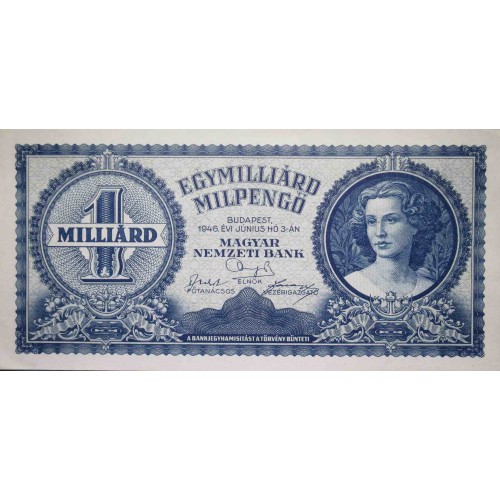 EGYMILLIÁRD
MILPENGŐ
1
MILLIÁRD
BUDAPEST,
1946. ÉVI JÚNIUS HÓ 3-ÁN
MAGYAR
NEMZETI BANK
ELNÖK
FŐTANÁCSOS
VEZÉRIGAZGATÓ
A BANKJEGYHAMISÍTÁST A TÖRVÉNY BÜNTETI